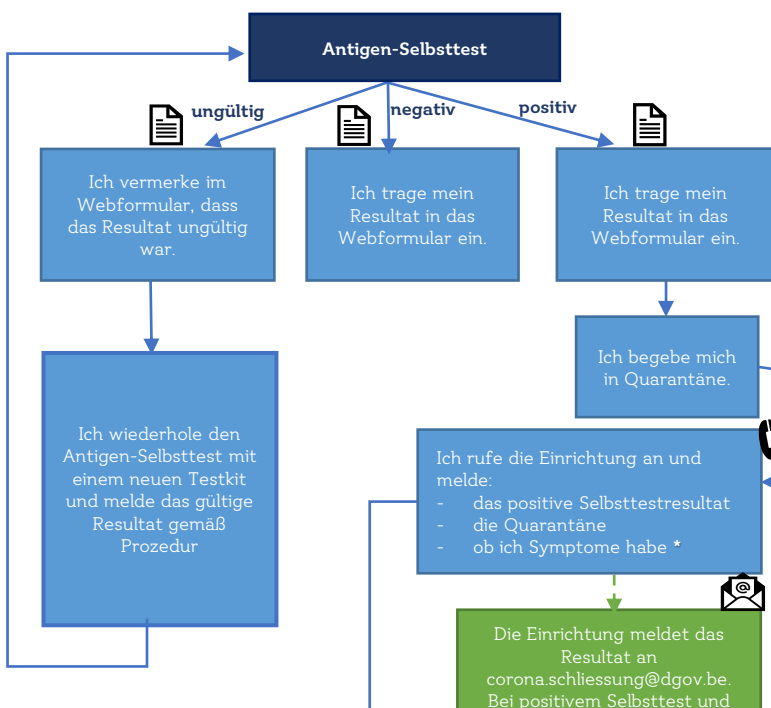 Antigen-Selbsttest
ungültig
negativ
positiv
Ich vermerke im
Webformular, dass
das Resultat ungültig
war.
Ich trage mein
Resultat in das
Webformular ein.
Ich trage mein
Resultat in das
Webformular ein.
Ich begebe mich
in Quarantäne.
Ich wiederhole den
Antigen-Selbsttest mit
einem neuen Testkit
und melde das gültige
Resultat gemäß
Prozedur
Ich rufe die Einrichtung an und
melde:
- das positive Selbsttestresultat
- die Quarantäne
- ob ich Symptome habe *
Die Einrichtung meldet das
Resultat an
corona.schliessung@dgov.be.
Bei positivem Selbsttest und